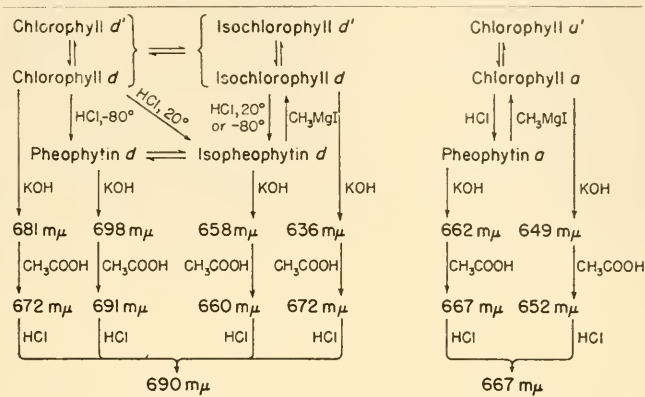 Chlorophyll d' Isochlorophyll d' Chlorophyll a'
Chlorophyll d Isochlorophyll d Chlorophyll a
HCl,-80° HCl, 20° HCl, 20° CH₃MgI HCl CH₃MgI
or -80°
Pheophytin d Isopheophytin d Pheophytin a
KOH KOH KOH KOH KOH KOH
681 mμ 698 mμ 658 mμ 636 mμ 662 mμ 649 mμ
CH₃COOH CH₃COOH CH₃COOH CH₃COOH CH₃COOH CH₃COOH
672 mμ 691 mμ 660 mμ 672 mμ 667 mμ 652 mμ
HCl HCl HCl HCl HCl HCl
690 mμ 667 mμ